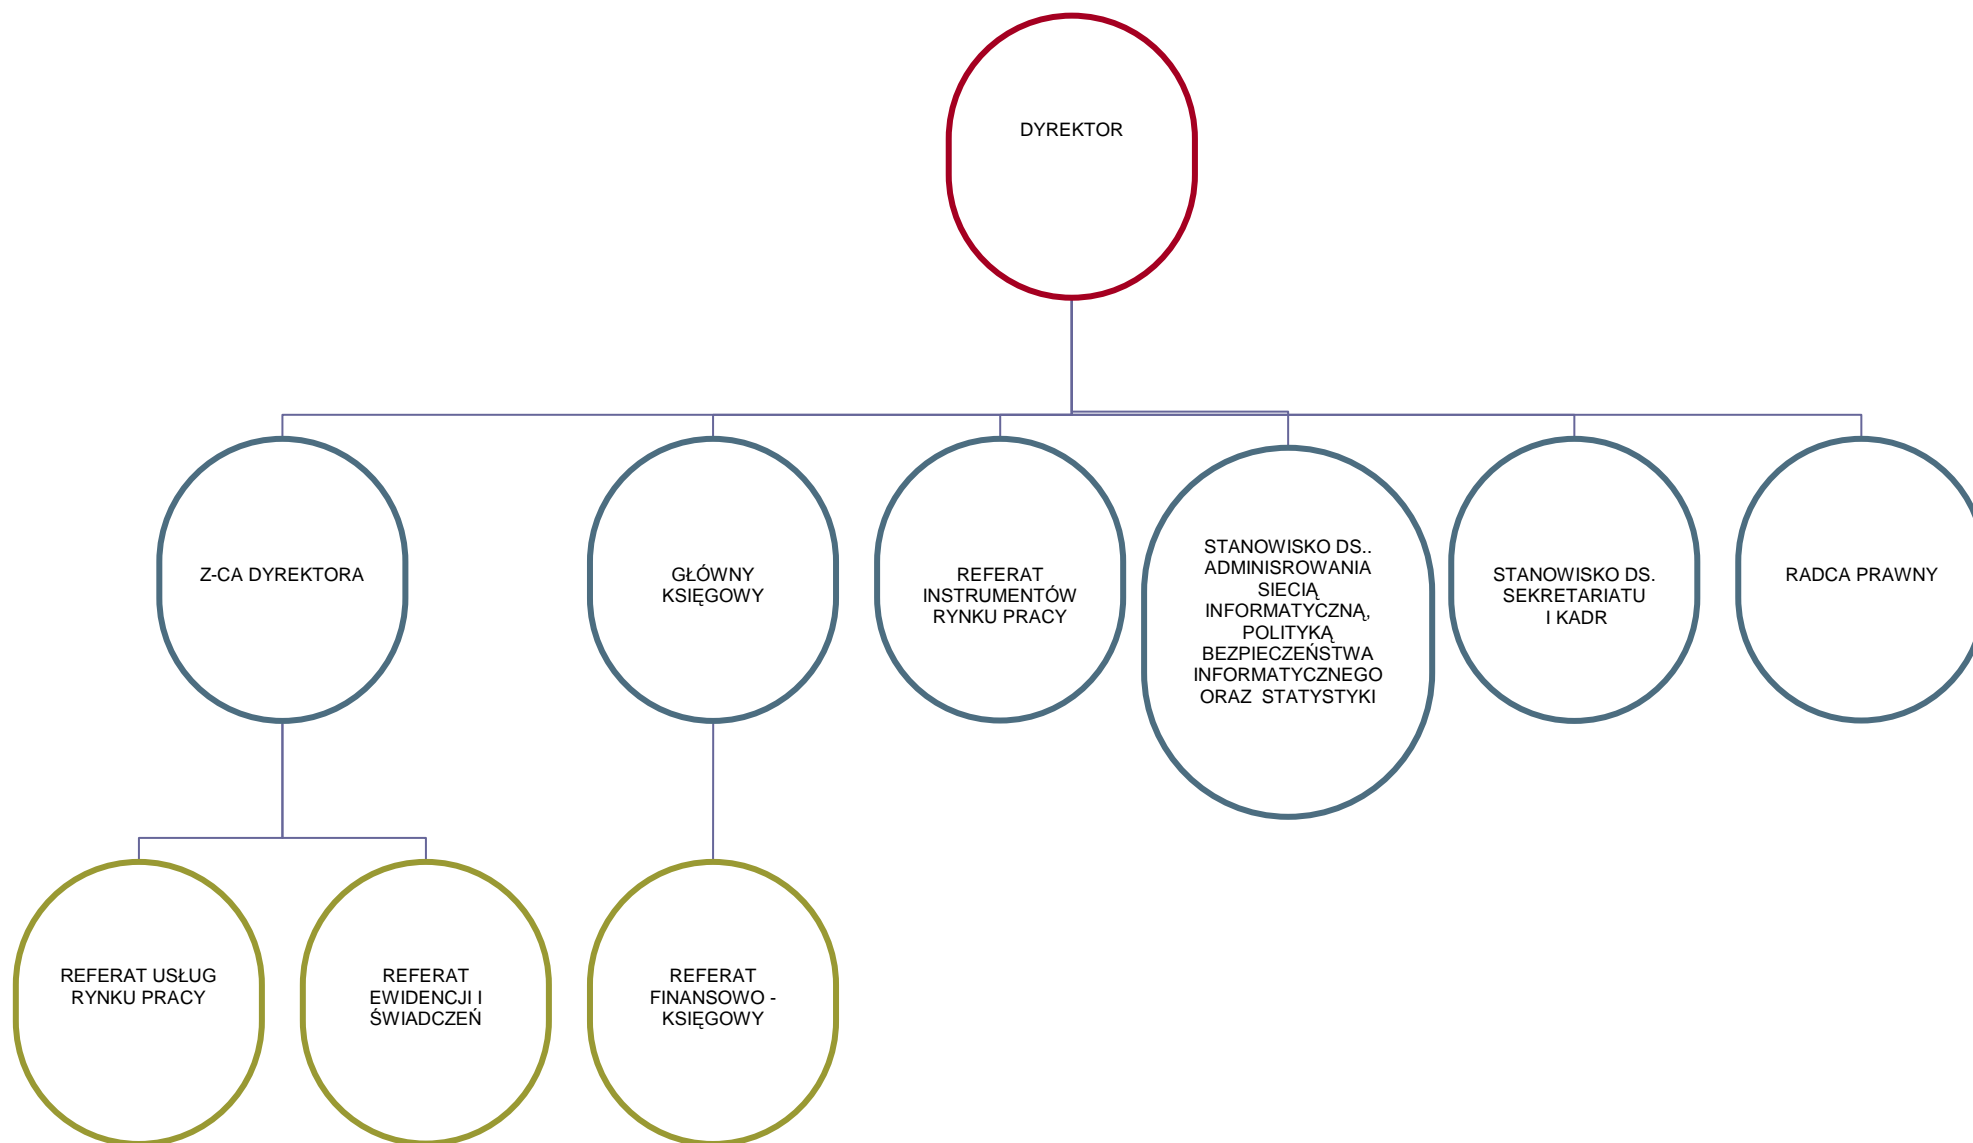 DYREKTOR
Z-CA DYREKTORA
GŁÓWNY
KSIĘGOWY
REFERAT
INSTRUMENTÓW
RYNKU PRACY
STANOWISKO DS..
ADMINISROWANIA
SIECIĄ
INFORMATYCZNĄ,
POLITYKĄ
BEZPIECZEŃSTWA
INFORMATYCZNEGO
ORAZ  STATYSTYKI
STANOWISKO DS.
SEKRETARIATU
I KADR
RADCA PRAWNY
REFERAT USŁUG
RYNKU PRACY
REFERAT
EWIDENCJI I
ŚWIADCZEŃ
REFERAT
FINANSOWO -
KSIĘGOWY